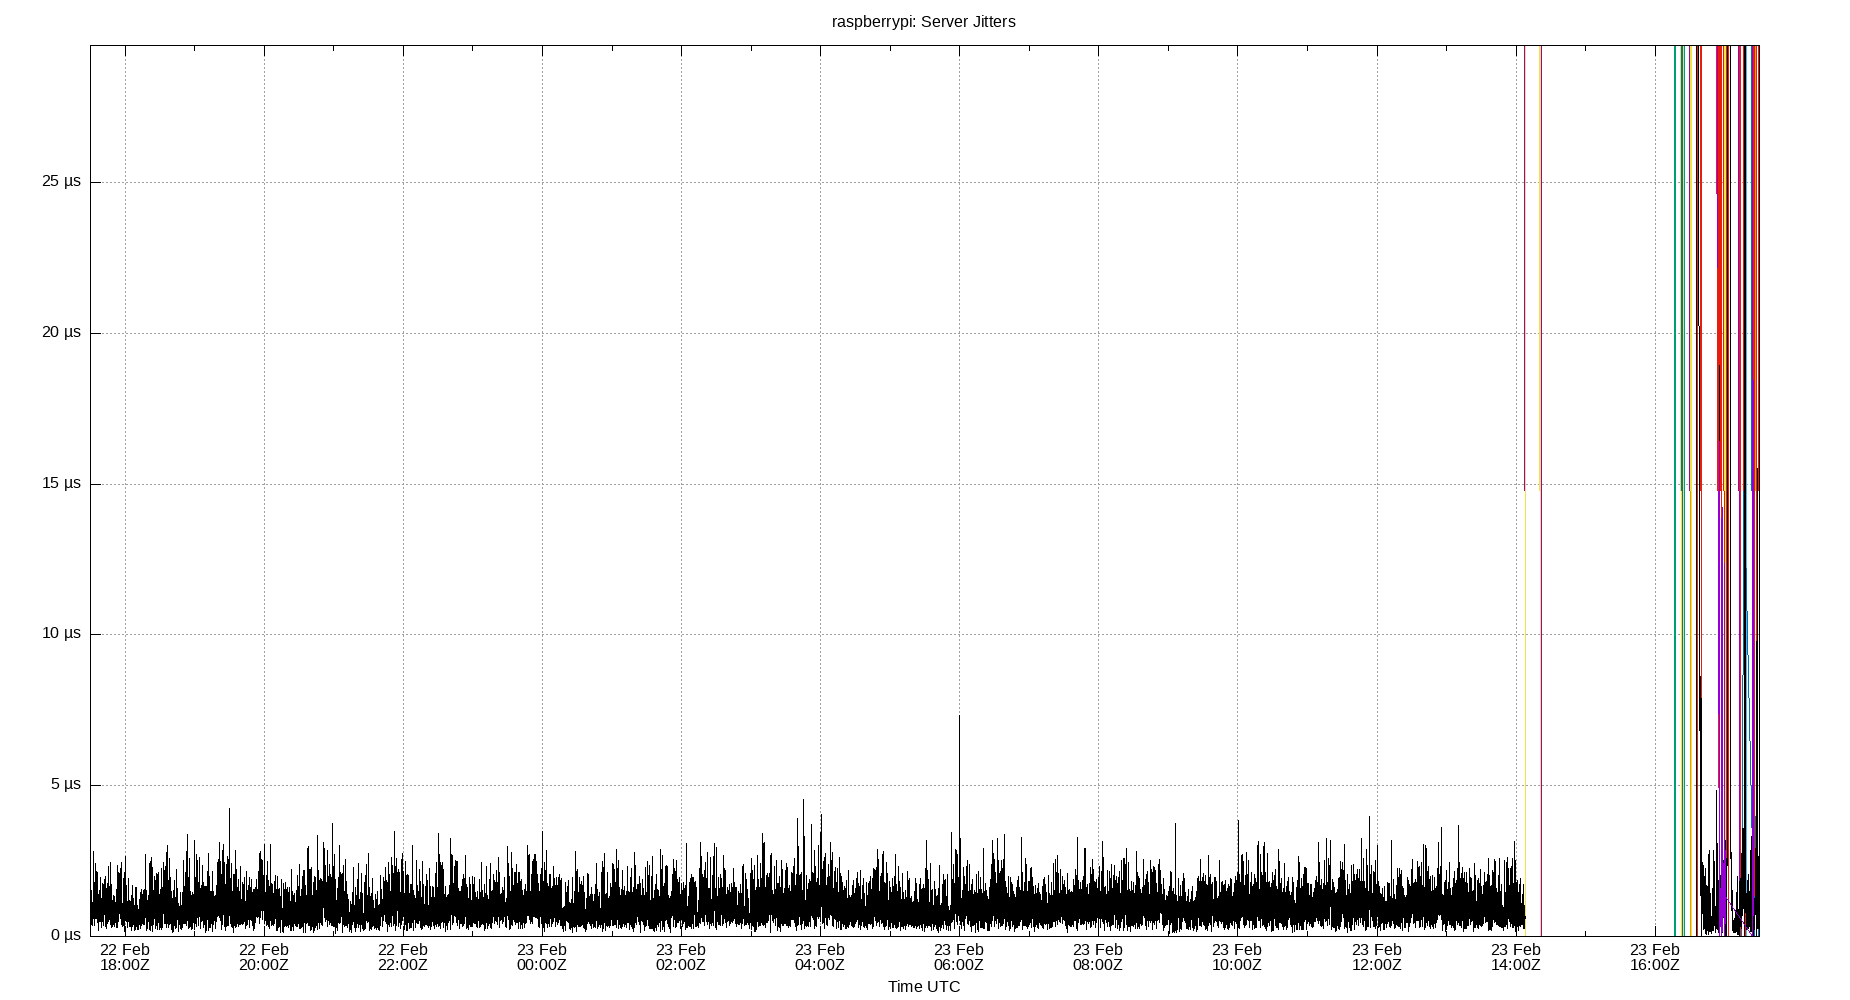 raspberrypi: Server Jitters
25 µs
20 µs
15 µs
10 µs
5 µs
0 µs
22 Feb 22 Feb 22 Feb 23 Feb 23 Feb 23 Feb 23 Feb 23 Feb 23 Feb 23 Feb 23 Feb 23 Feb
18:00Z 20:00Z 22:00Z 00:00Z 02:00Z 04:00Z 06:00Z 08:00Z 10:00Z 12:00Z 14:00Z 16:00Z
Time UTC